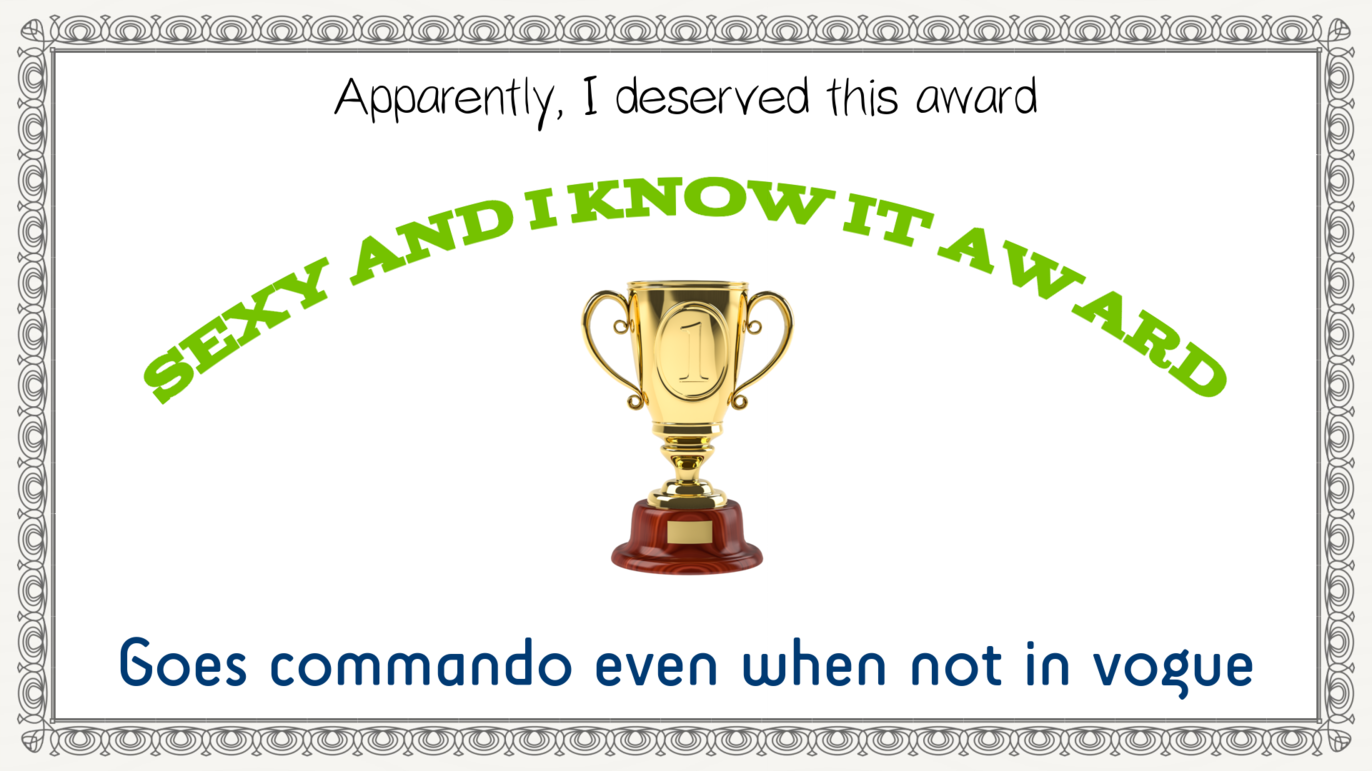 Apparently, I deserved this award
SEXY AND I KNOW IT AWARD
1
Goes commando even when not in vogue